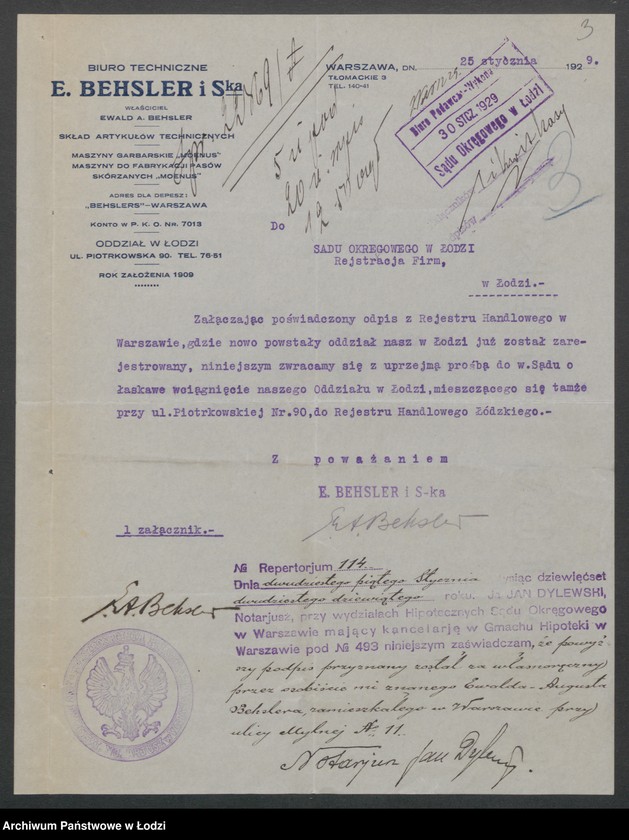 3
BIURO TECHNICZNE
E. BEHSLER i Ska
WŁAŚCICIEL
EWALD A. BEHSLER
SKŁAD ARTYKUŁÓW TECHNICZNYCH
MASZYNY GARBARSKIE „MOENUS"
MASZYNY DO FABRYKACJI PASÓW
SKÓRZANYCH „MOENUS"
ADRES DLA DEPESZ:
„BEHSLERS"-WARSZAWA
KONTO W P. K. O. Nr. 7013
ODDZIAŁ W ŁODZI
UL. PIOTRKOWSKA 90. TEL. 76-51
ROK ZAŁOŻENIA 1909
WARSZAWA, DN. 25 stycznia 1929.
TŁOMACKIE 3
TEL. 140-41
Biuro Podawczo-Wykona
30 STCZ 1929
Sądu Okręgowego w Łodzi
Do
SADU OKREGOWEGO W ŁODZI
Rejstracja Firm,
w Łodzi.-
Załączając poświadczony odpis z Rejestru Handlowego w
Warszawie,gdzie nowo powstały oddział nasz w Łodzi już został zare-
jestrowany, niniejszym zwracamy się z uprzejmą prośbą do w.Sądu o
łaskawe wciągnięcie naszego Oddziału w Łodzi,mieszczącego się tamże
przy ul.Piotrkowskiej Nr.90,do Rejestru Handlowego Łódzkiego.-
Z poważaniem
E. BEHSLER i S-ka
E.A.Behsler
1 załącznik.-
E.A.Behsler
№ Repertorjum 114.
Dnia dwudziestego piątego Stycznia tysiąc dziewięćset
dwudziestego dziewiątego roku. Ja JAN DYLEWSKI,
Notarjusz, przy wydziałach Hipotecznych Sądu Okręgowego
w Warszawie mający kancelarję w Gmachu Hipoteki w
Warszawie pod № 493 niniejszym zaświadczam, że powyż-
szy podpis przyznany został za własnoręczny
przez osobiście mi znanego Ewalda-Augusta
Behslera, zamieszkałego w Warszawie przy
ulicy Mylnej № 11.
Notarjusz Jan Dylewski.
Archiwum Państwowe w Łodzi